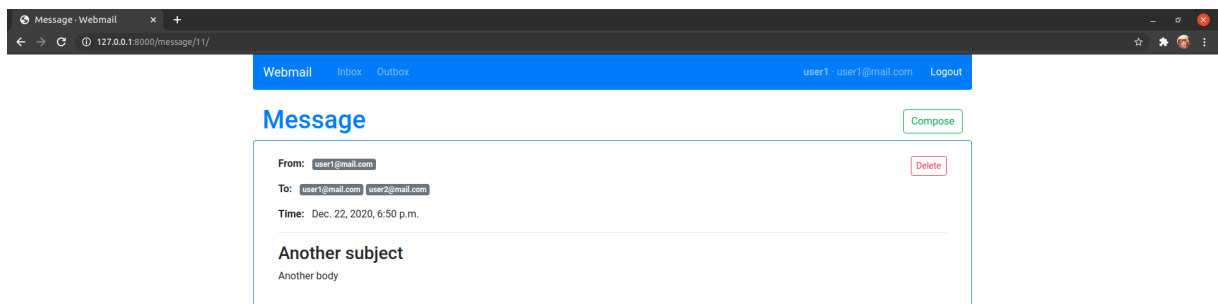 Message · Webmail
127.0.0.1:8000/message/11/
Webmail Inbox Outbox user1 · user1@mail.com Logout
Message Compose
From: user1@mail.com Delete
To: user1@mail.com user2@mail.com
Time: Dec. 22, 2020, 6:50 p.m.
Another subject
Another body